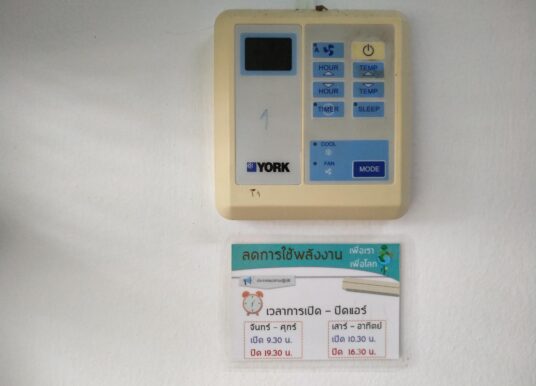 A
HOUR TEMP
HOUR TEMP
TIMER SLEEP
1
COOL
FAN
MODE
YORK
ลดการใช้พลังงาน
เพื่อเรา
เพื่อโลก
เวลาการเปิด - ปิดแอร์
จันทร์ - ศุกร์
เปิด 9.30 น.
ปิด 19.30 น.
เสาร์ - อาทิตย์
เปิด 10.30 น.
ปิด 16.30 น.